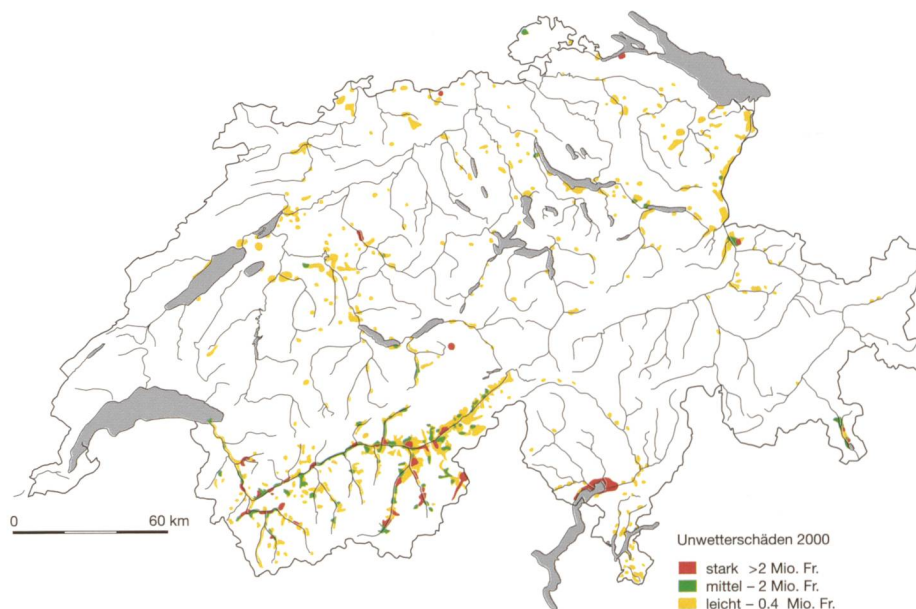 0 60 km
Unwetterschäden 2000
stark >2 Mio. Fr.
mittel – 2 Mio. Fr.
leicht – 0.4 Mio. Fr.